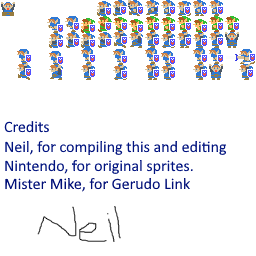 Credits
Neil, for compiling this and editing
Nintendo, for original sprites.
Mister Mike, for Gerudo Link
Neil